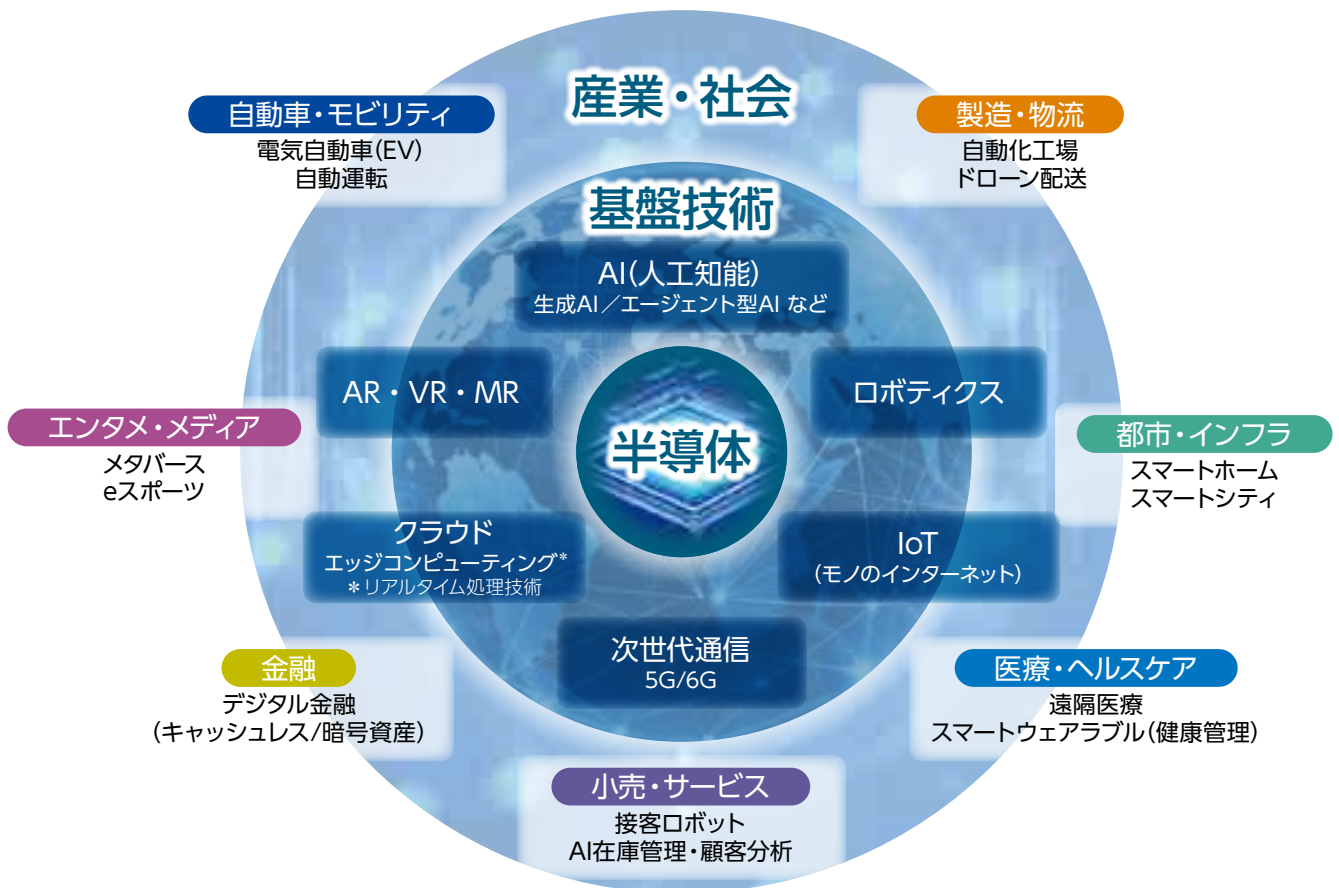 産業・社会
自動車・モビリティ
電気自動車(EV)
自動運転
製造・物流
自動化工場
ドローン配送
基盤技術
AI(人工知能)
生成AI／エージェント型AI など
AR・VR・MR
ロボティクス
半導体
エンタメ・メディア
メタバース
eスポーツ
都市・インフラ
スマートホーム
スマートシティ
クラウド
エッジコンピューティング*
*リアルタイム処理技術
IoT
(モノのインターネット)
次世代通信
5G/6G
金融
デジタル金融
(キャッシュレス/暗号資産)
医療・ヘルスケア
遠隔医療
スマートウェアラブル(健康管理)
小売・サービス
接客ロボット
AI在庫管理・顧客分析